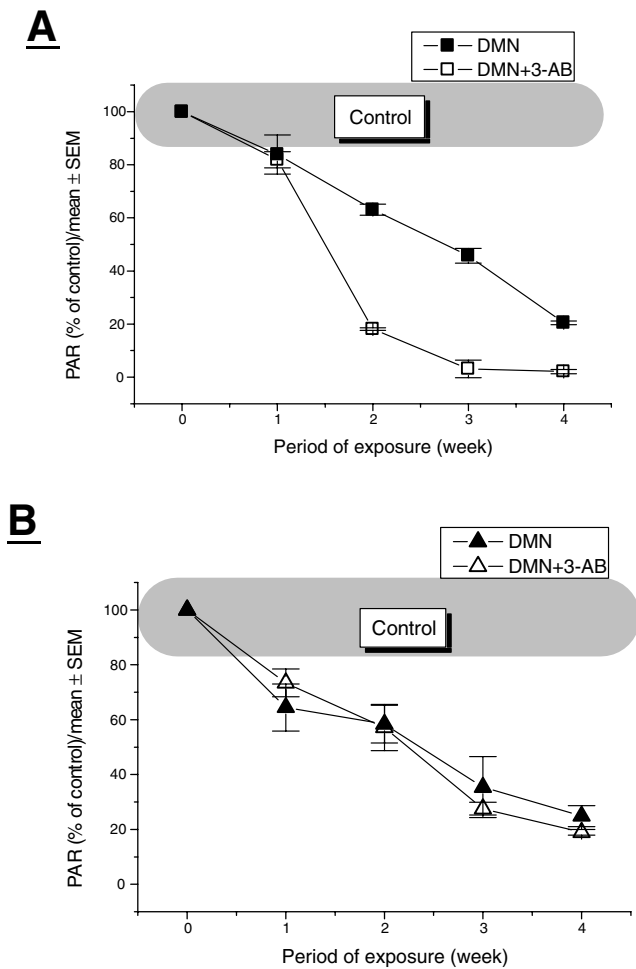 A
DMN
DMN+3-AB
Control
100
80
60
40
20
0
PAR (% of control)/mean ± SEM
0 1 2 3 4
Period of exposure (week)
B
DMN
DMN+3-AB
Control
100
80
60
40
20
0
PAR (% of control)/mean ± SEM
0 1 2 3 4
Period of exposure (week)